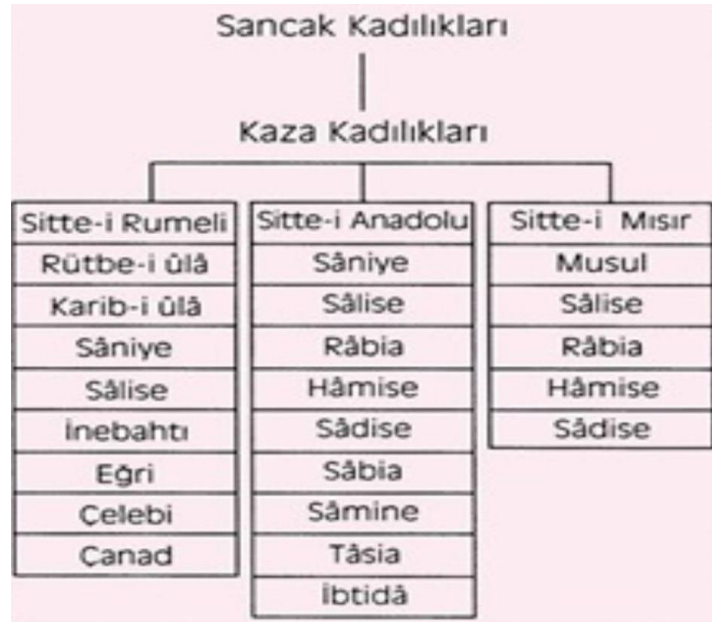 Sancak Kadılıkları
Kaza Kadılıkları
Sitte-i Rumeli
Rütbe-i ûlâ
Karib-i ûlâ
Sâniye
Sâlise
İnebahtı
Eğri
Çelebi
Çanad
Sitte-i Anadolu
Sâniye
Sâlise
Râbia
Hâmise
Sâdise
Sâbia
Sâmine
Tâsia
İbtidâ
Sitte-i Mısır
Musul
Sâlise
Râbia
Hâmise
Sâdise